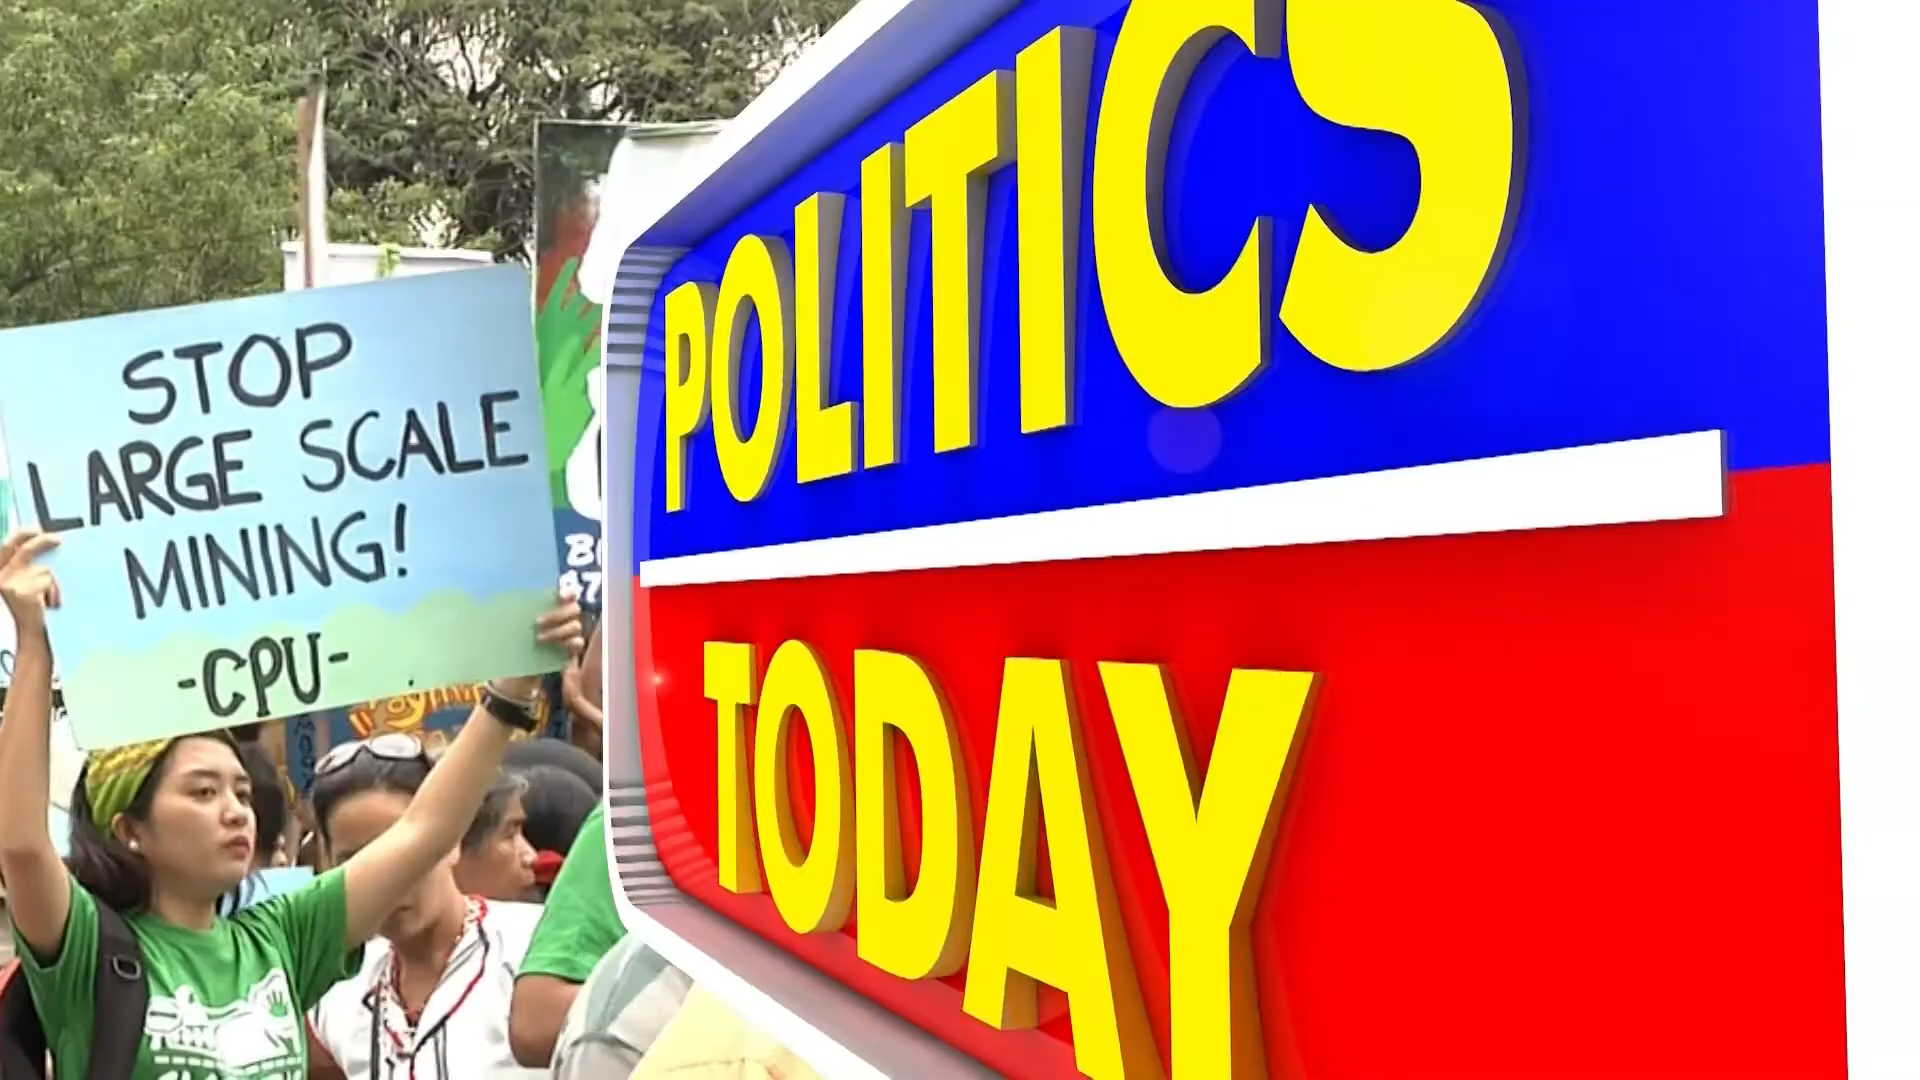 STOP
LARGE SCALE
MINING!
-CPU-
POLITICS
TODAY